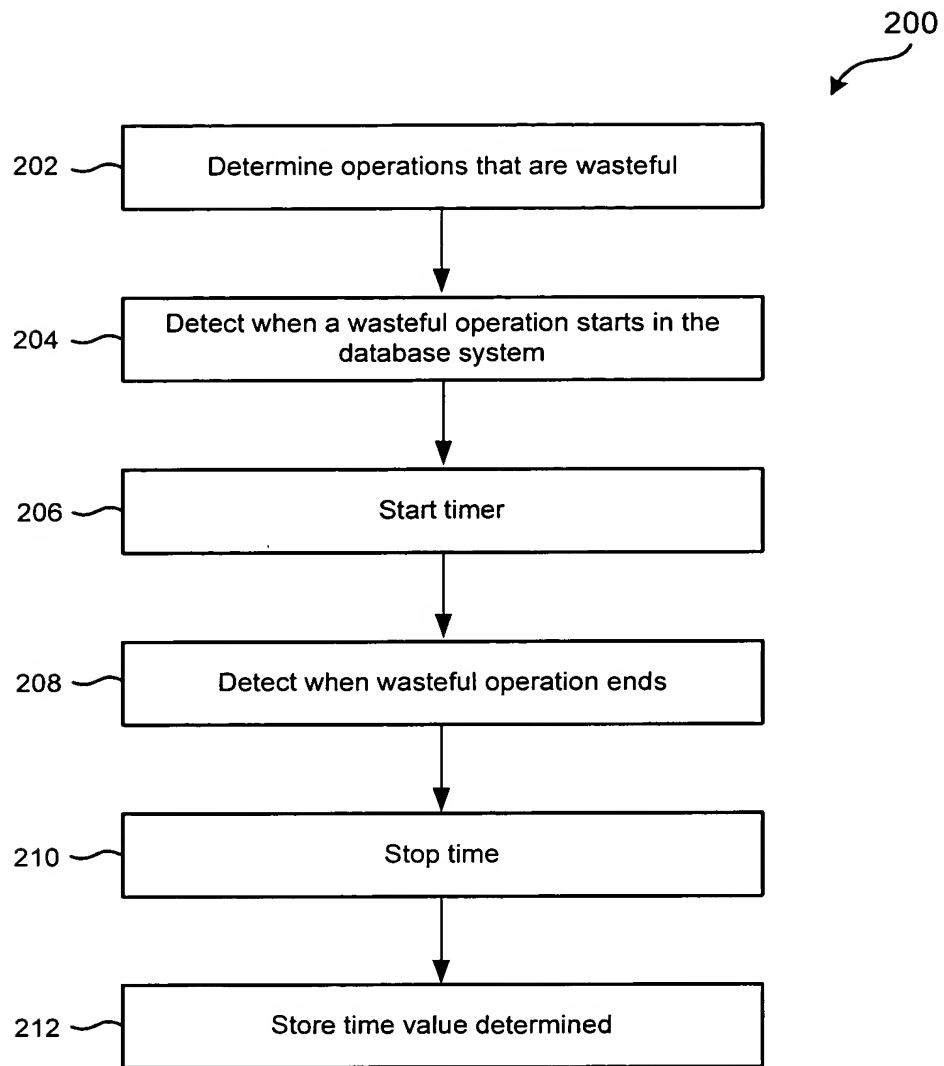 200
202
Determine operations that are wasteful
204
Detect when a wasteful operation starts in the
database system
206
Start timer
208
Detect when wasteful operation ends
210
Stop time
212
Store time value determined